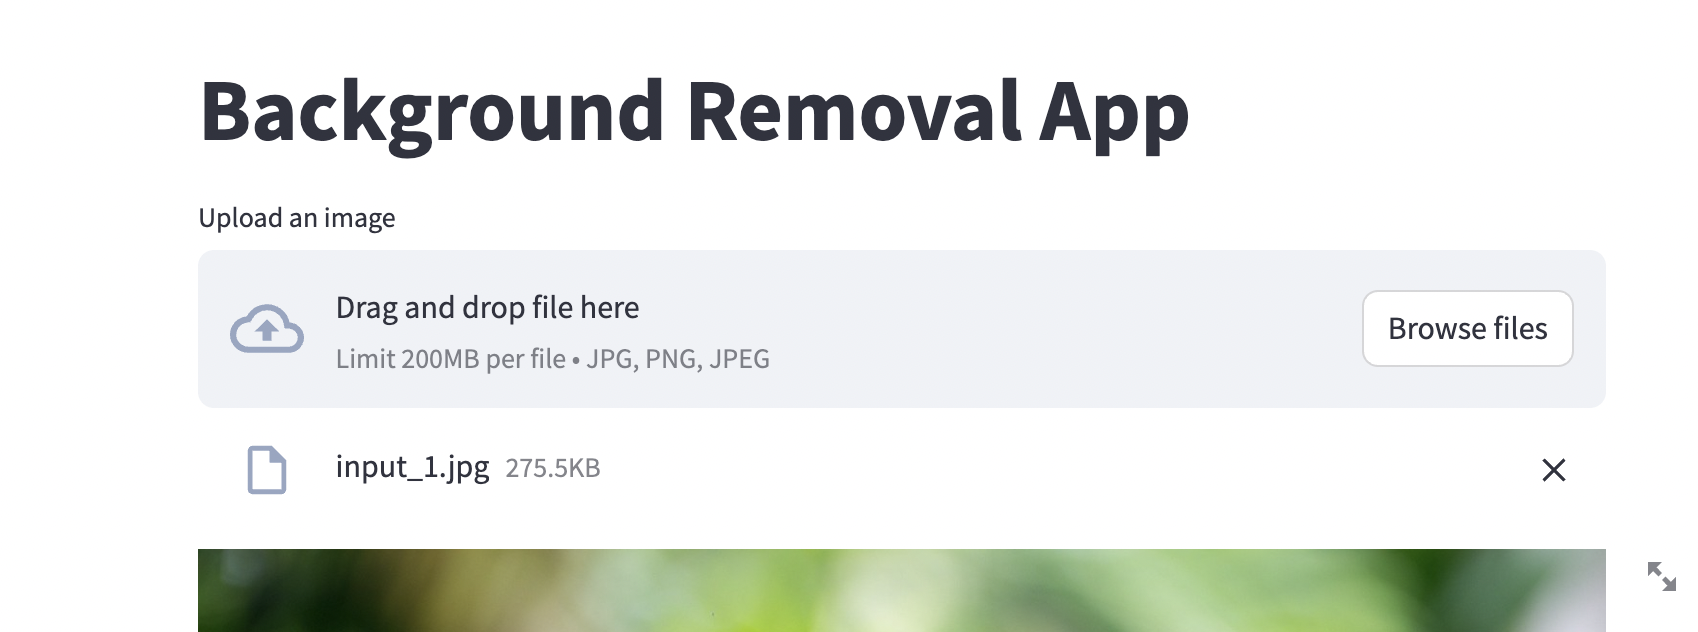 Background Removal App
Upload an image
Drag and drop file here
Limit 200MB per file • JPG, PNG, JPEG
Browse files
input_1.jpg 275.5KB